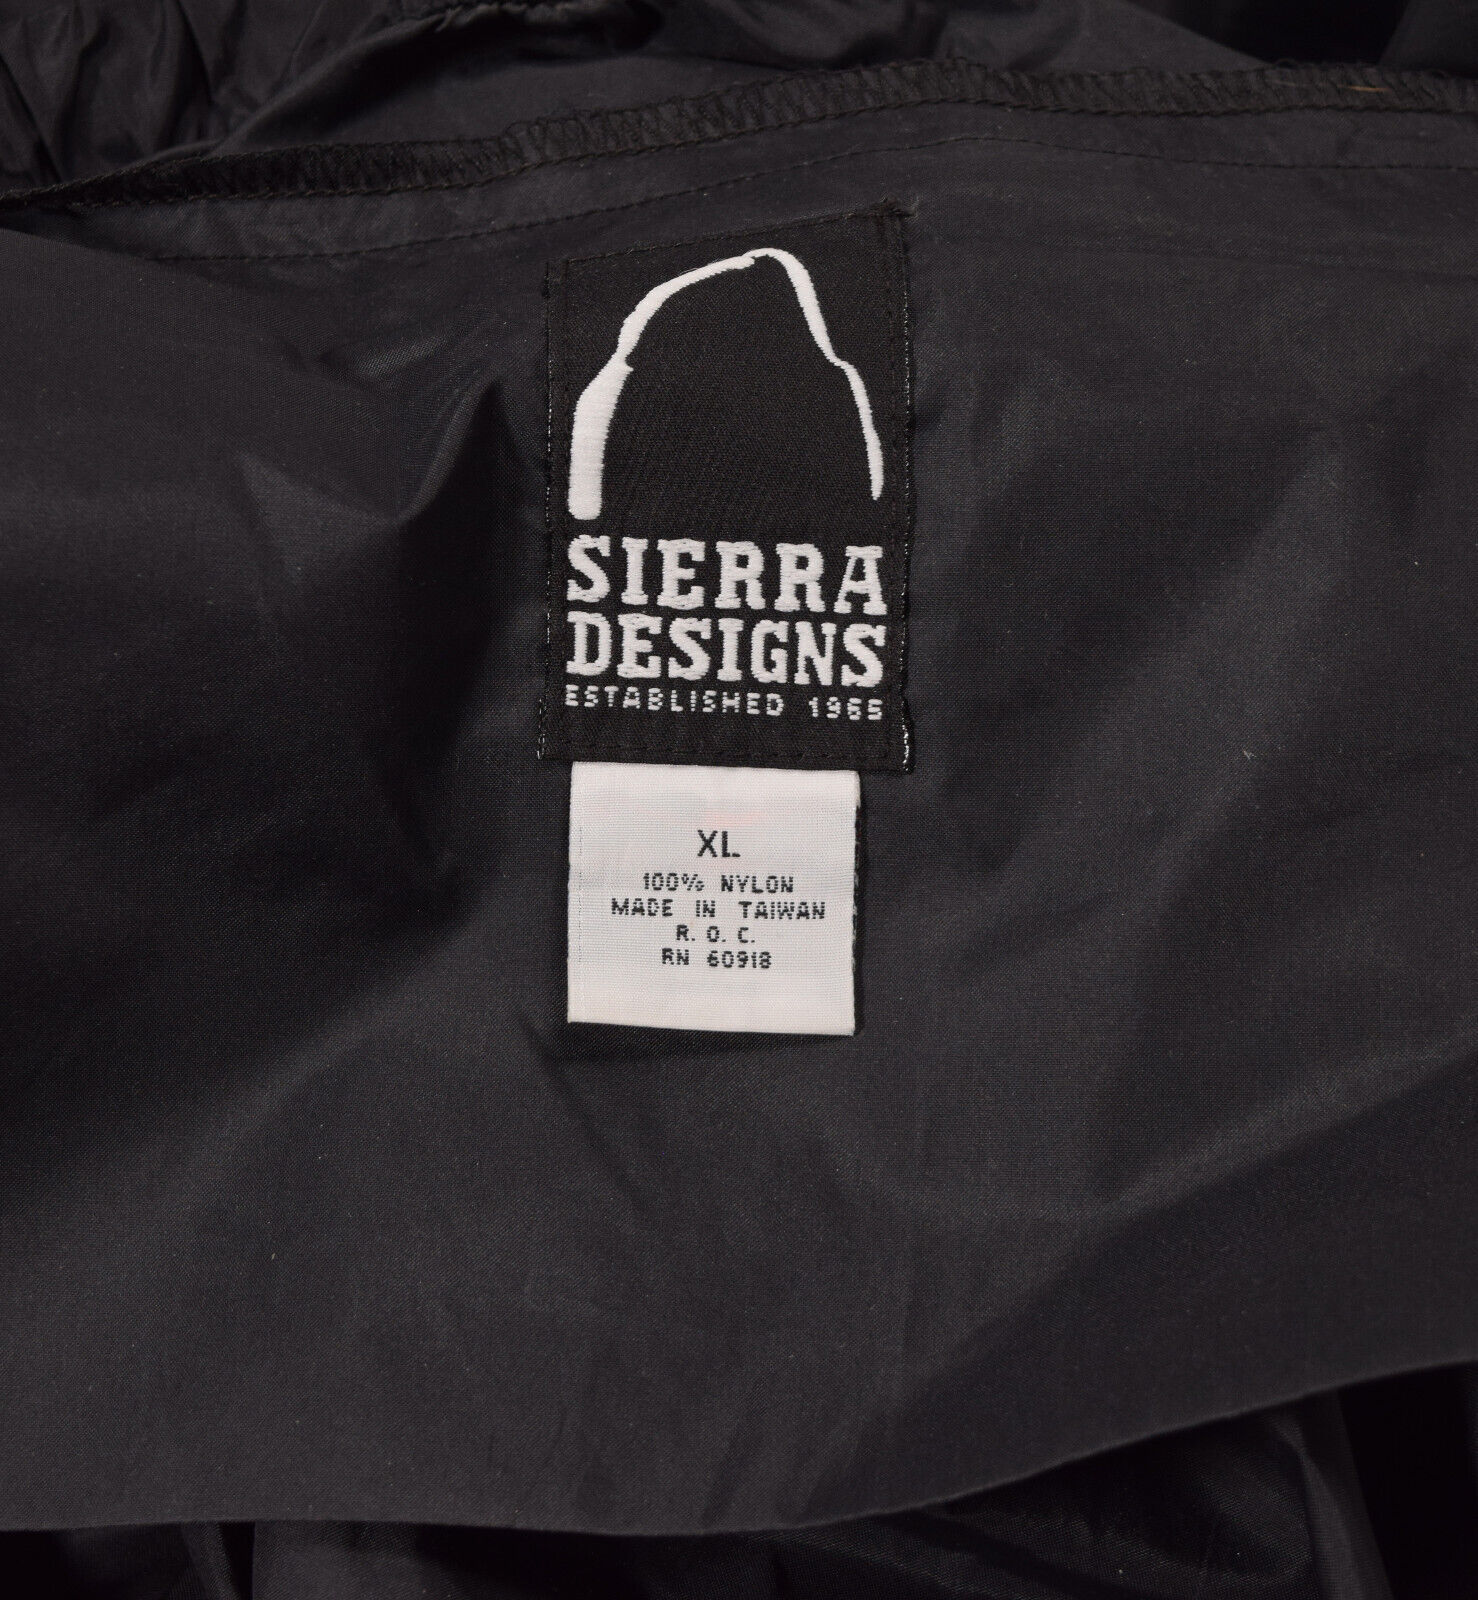 SIERRA
DESIGNS
ESTABLISHED 1965
XL
100% NYLON
MADE IN TAIWAN
R. O. C.
RN 60918